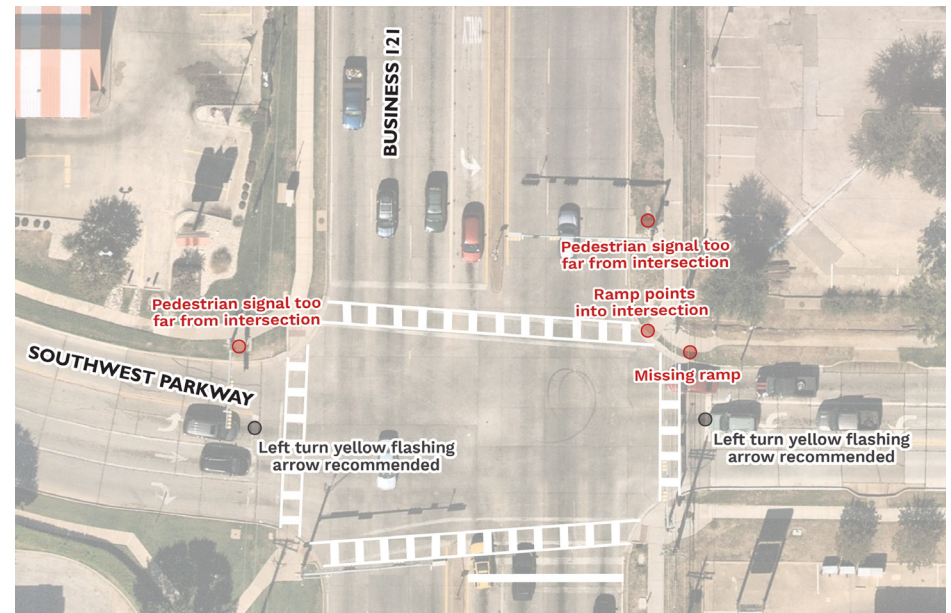 ONLY
BUSINESS 121
Pedestrian signal too
far from intersection
Ramp points
into intersection
Pedestrian signal too
far from intersection
Missing ramp
SOUTHWEST PARKWAY
Left turn yellow flashing
arrow recommended
Left turn yellow flashing
arrow recommended